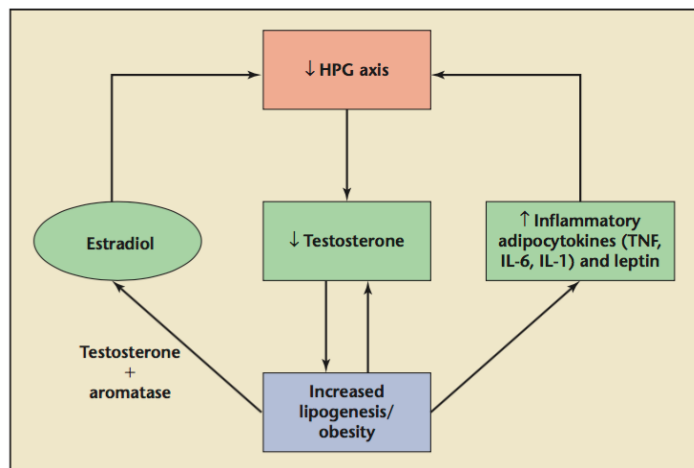 ↓ HPG axis
Estradiol
↓ Testosterone
↑ Inflammatory
adipocytokines (TNF,
IL-6, IL-1) and leptin
Testosterone
+
aromatase
Increased
lipogenesis/
obesity